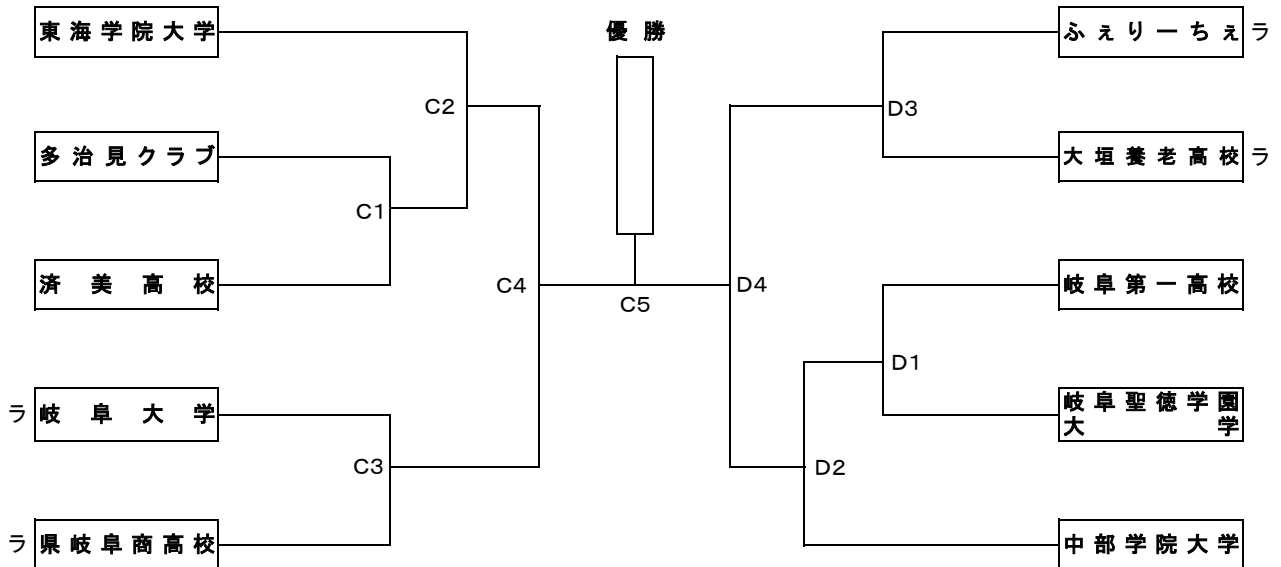 東海学院大学
優勝
ふぇりーちぇ ラ
C2
D3
多治見クラブ
大垣養老高校 ラ
C1
済美高校
C4
C5
D4
岐阜第一高校
D1
ラ 岐阜大学
岐阜聖徳学園
大学
C3
D2
ラ 県岐阜商高校
中部学院大学